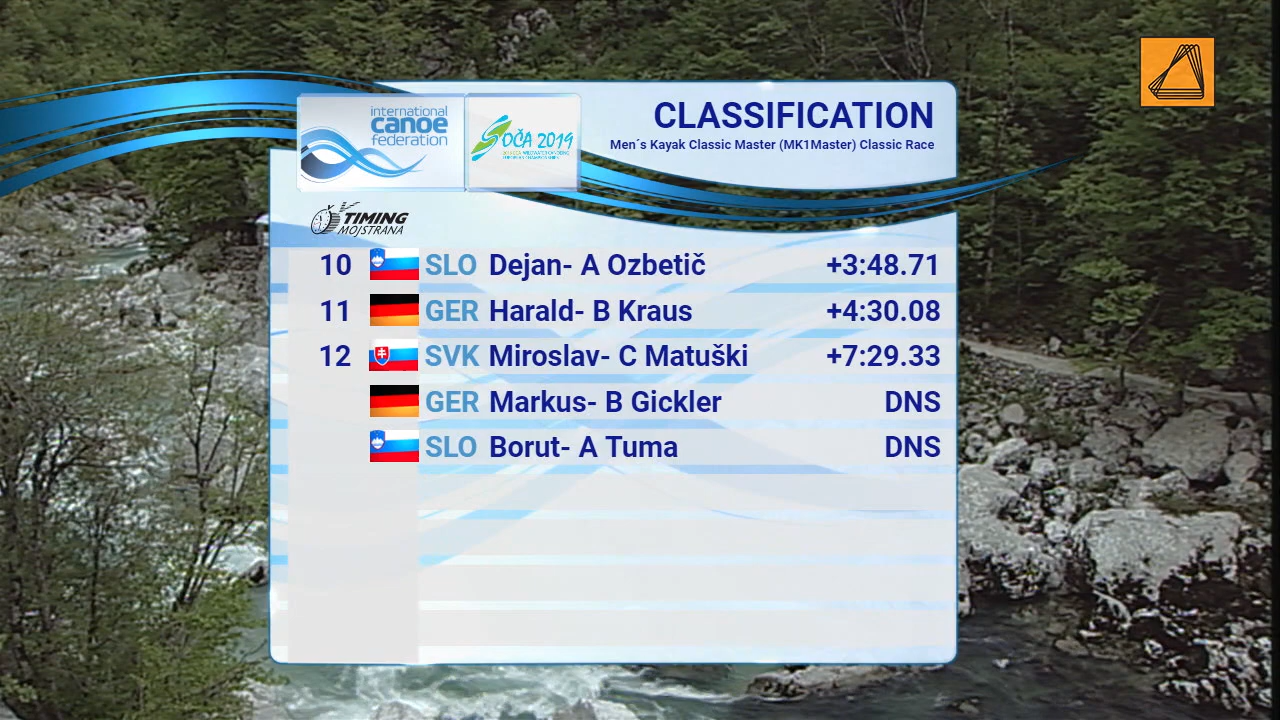 international
canoe
federation
SOČA 2019
CLASSIFICATION
Men´s Kayak Classic Master (MK1Master) Classic Race
TIMING
MOJSTRANA
10 SLO Dejan- A Ozbetič +3:48.71
11 GER Harald- B Kraus +4:30.08
12 SVK Miroslav- C Matuški +7:29.33
GER Markus- B Gickler DNS
SLO Borut- A Tuma DNS